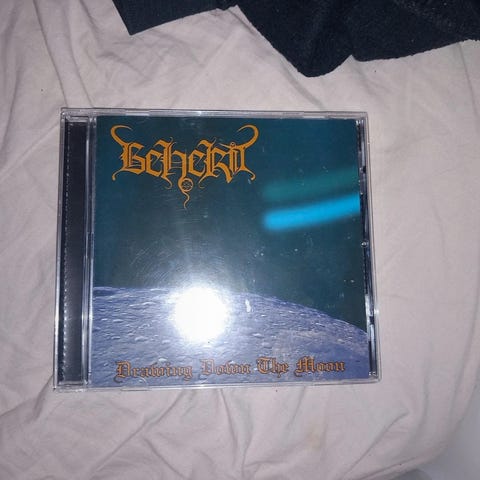 Beherit
Drawing Down The Moon